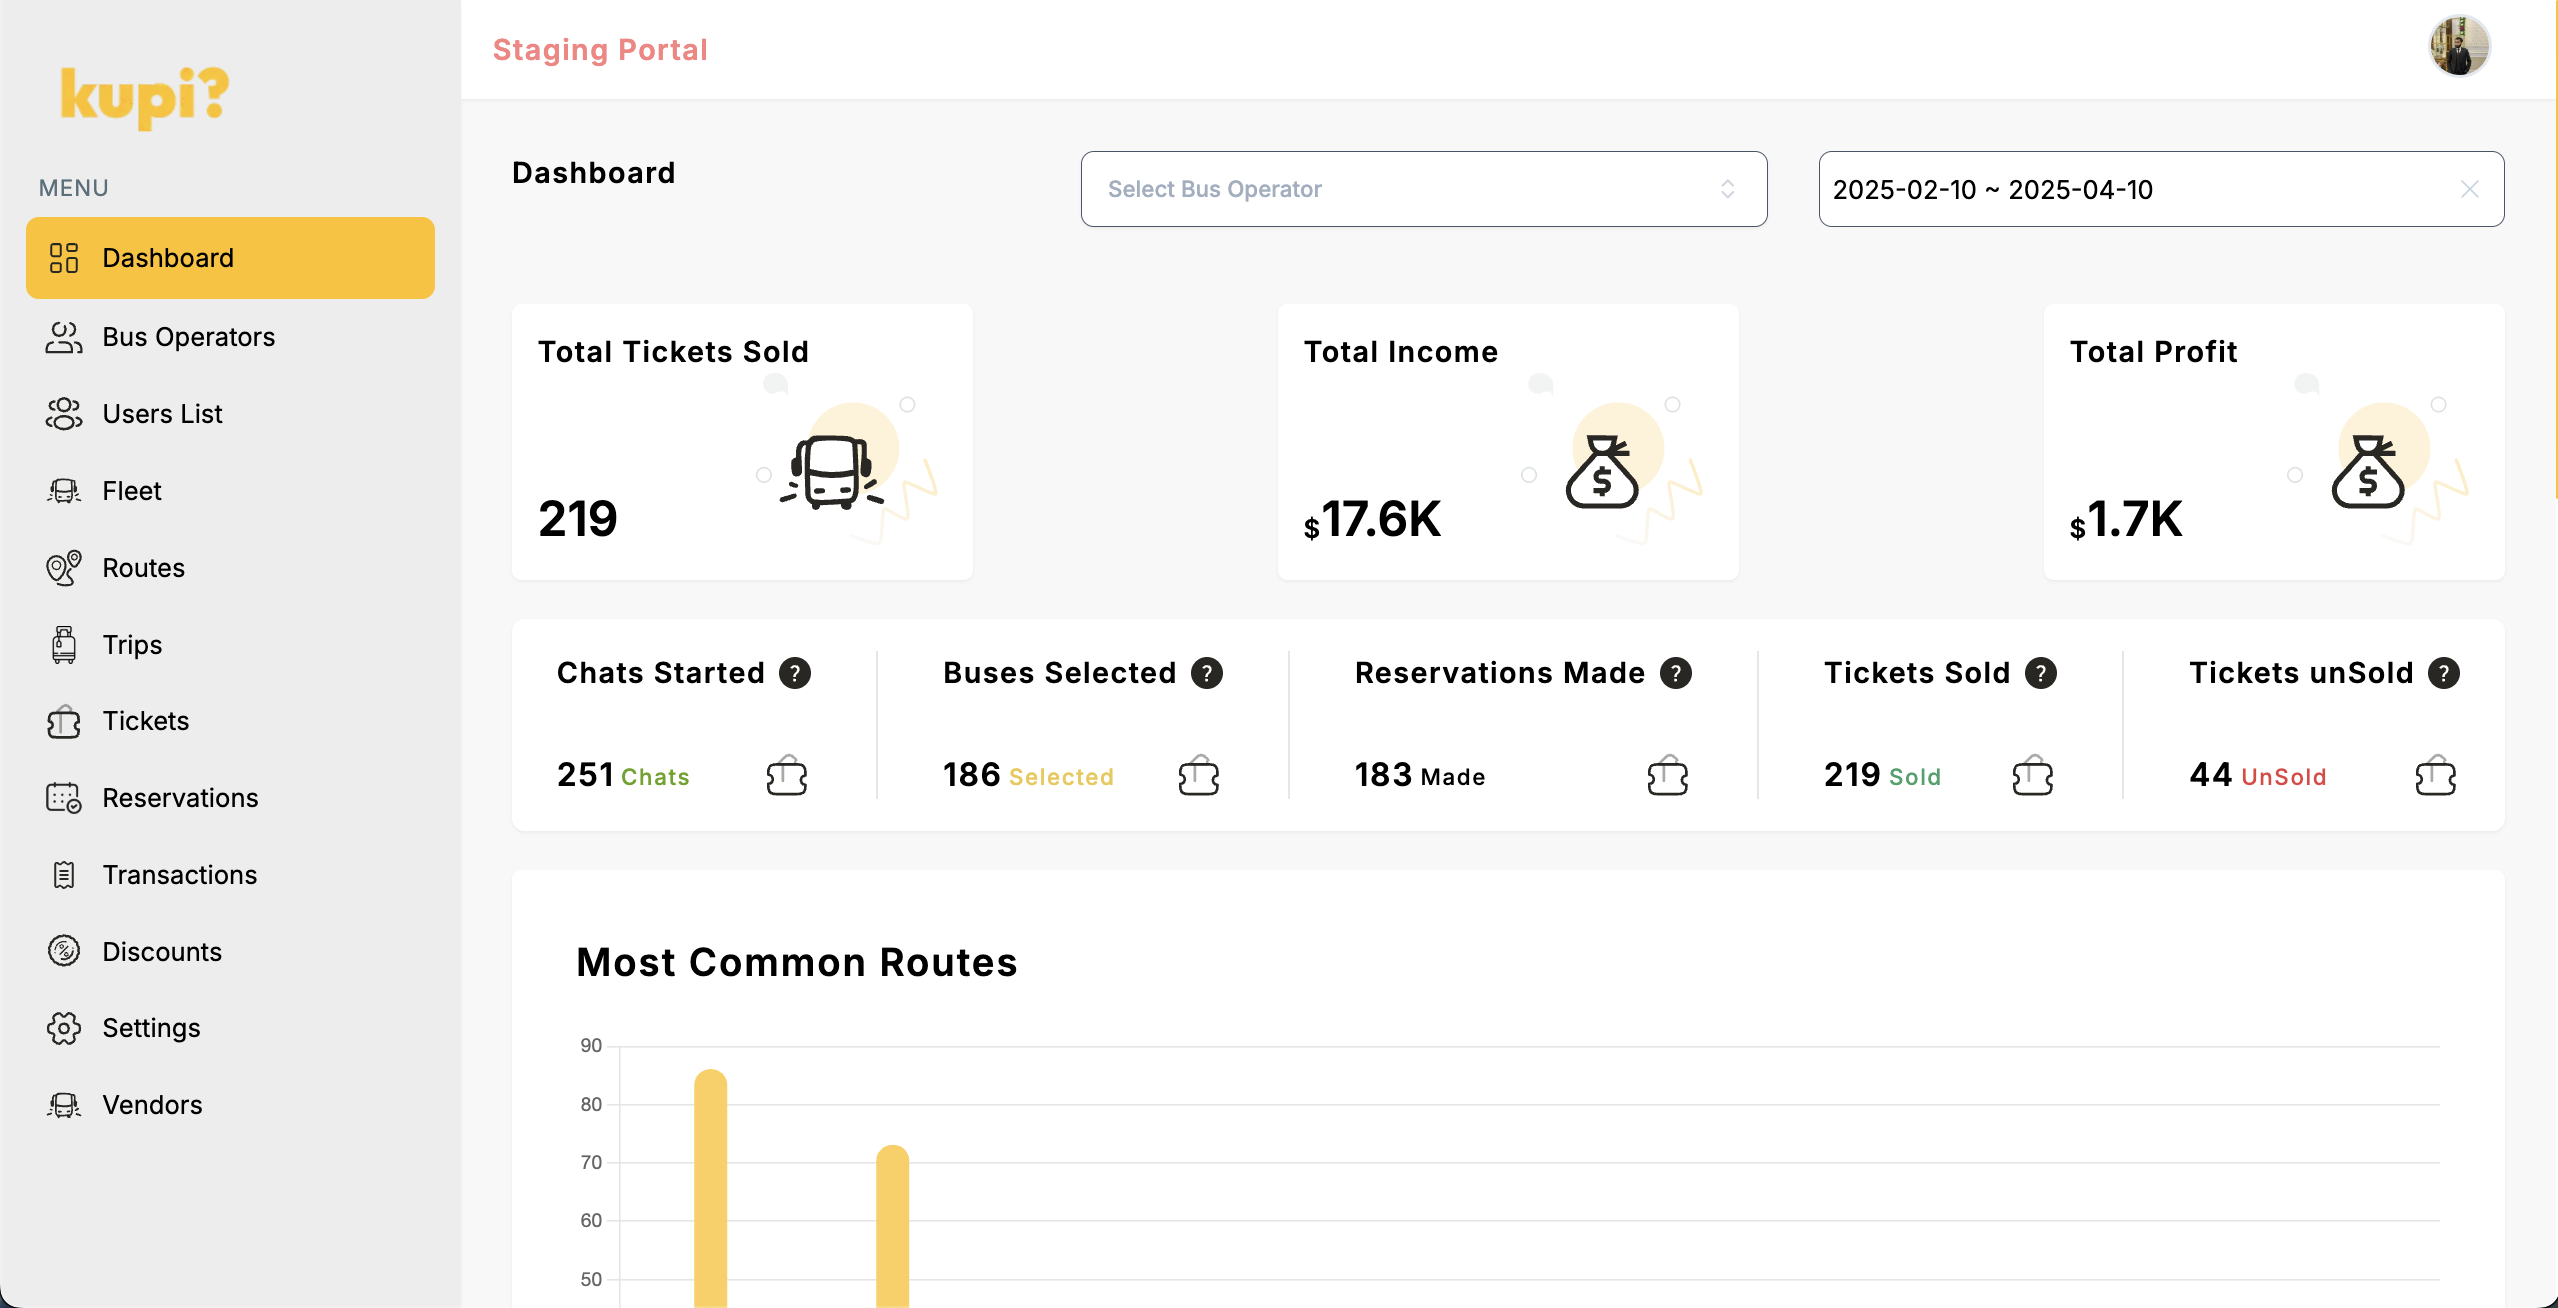 kupi?
MENU
Dashboard
Bus Operators
Users List
Fleet
Routes
Trips
Tickets
Reservations
Transactions
Discounts
Settings
Vendors
Staging Portal
Dashboard
Select Bus Operator
2025-02-10 ~ 2025-04-10
Total Tickets Sold
219
Total Income
$17.6K
Total Profit
$1.7K
Chats Started ?
251 Chats
Buses Selected ?
186 Selected
Reservations Made ?
183 Made
Tickets Sold ?
219 Sold
Tickets unSold ?
44 UnSold
Most Common Routes
90
80
70
60
50